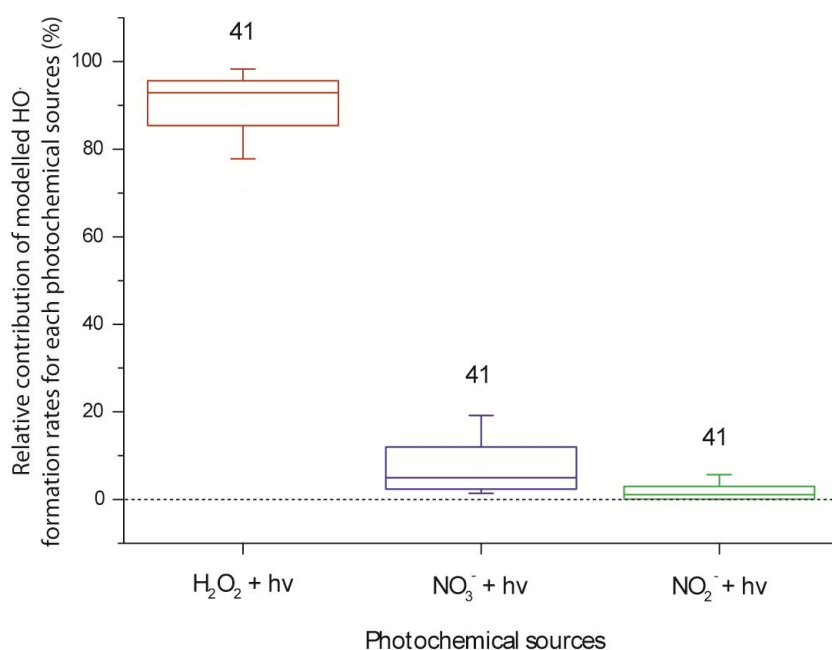 Relative contribution of modelled HO·
formation rates for each photochemical sources (%)
100
80
60
40
20
0
41
41
41
H₂O₂ + hv
NO₃⁻ + hv
NO₂⁻ + hv
Photochemical sources